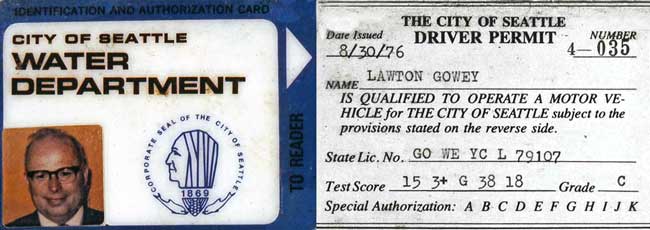 IDENTIFICATION AND AUTHORIZATION CARD
CITY OF SEATTLE
WATER
DEPARTMENT
CORPORATE SEAL OF THE CITY OF SEATTLE
1869
TO READER
THE CITY OF SEATTLE
Date Issued DRIVER PERMIT NUMBER
8/30/76 4-035
LAWTON GOWEY
NAME
IS QUALIFIED TO OPERATE A MOTOR VE-
HICLE for THE CITY OF SEATTLE subject to the
provisions stated on the reverse side.
State Lic. No. GO WE YC L 79107
Test Score 15 3+ G 38 18 Grade C
Special Authorization: A B C D E F G H I J K